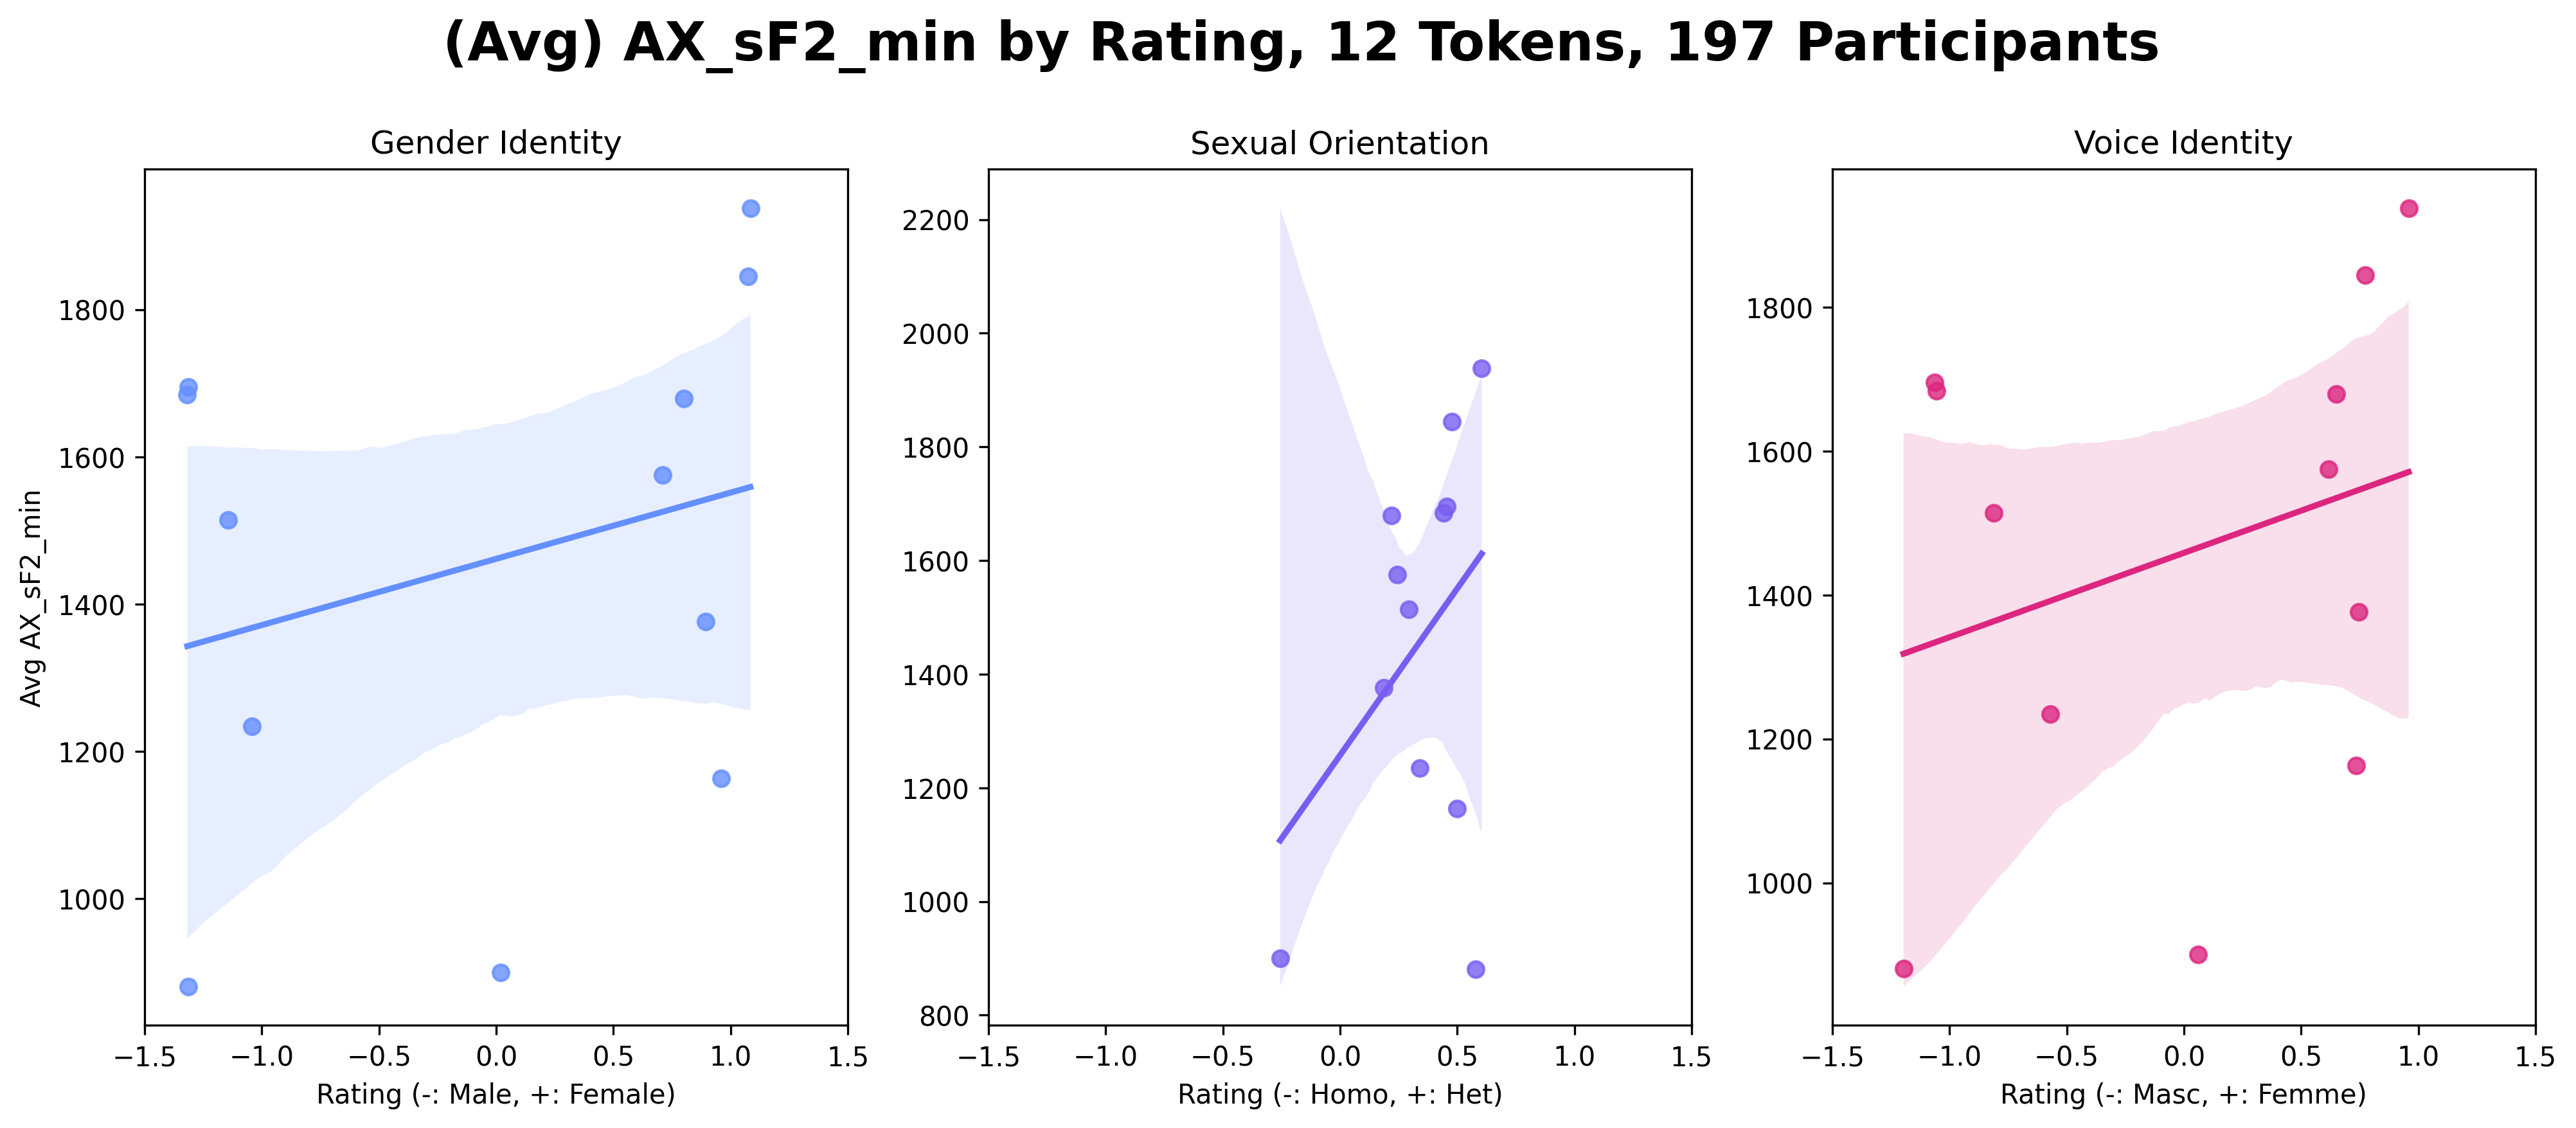 (Avg) AX_sF2_min by Rating, 12 Tokens, 197 Participants
Gender Identity
Avg AX_sF2_min
1800
1600
1400
1200
1000
−1.5 −1.0 −0.5 0.0 0.5 1.0 1.5
Rating (-: Male, +: Female)
Sexual Orientation
2200
2000
1800
1600
1400
1200
1000
800
−1.5 −1.0 −0.5 0.0 0.5 1.0 1.5
Rating (-: Homo, +: Het)
Voice Identity
1800
1600
1400
1200
1000
−1.5 −1.0 −0.5 0.0 0.5 1.0 1.5
Rating (-: Masc, +: Femme)